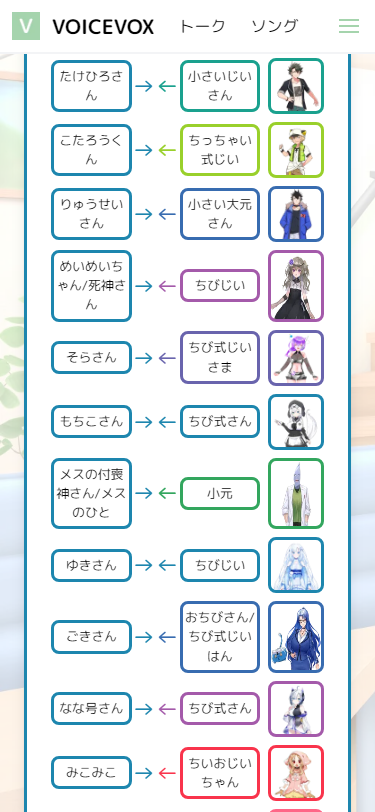 V VOICEVOX トーク ソング
たけひろさ
ん
小さいじい
さん
こたろうく
ん
ちっちゃい
式じい
りゅうせい
さん
小さい大元
さん
めいめいち
ゃん/死神さ
ん
ちびじい
そらさん
ちび式じい
さま
もちこさん
ちび式さん
メスの付喪
神さん/メス
のひと
小元
ゆきさん
ちびじい
ごきさん
おちびさん/
ちび式じい
はん
なな号さん
ちび式さん
みこみこ
ちいおじい
ちゃん